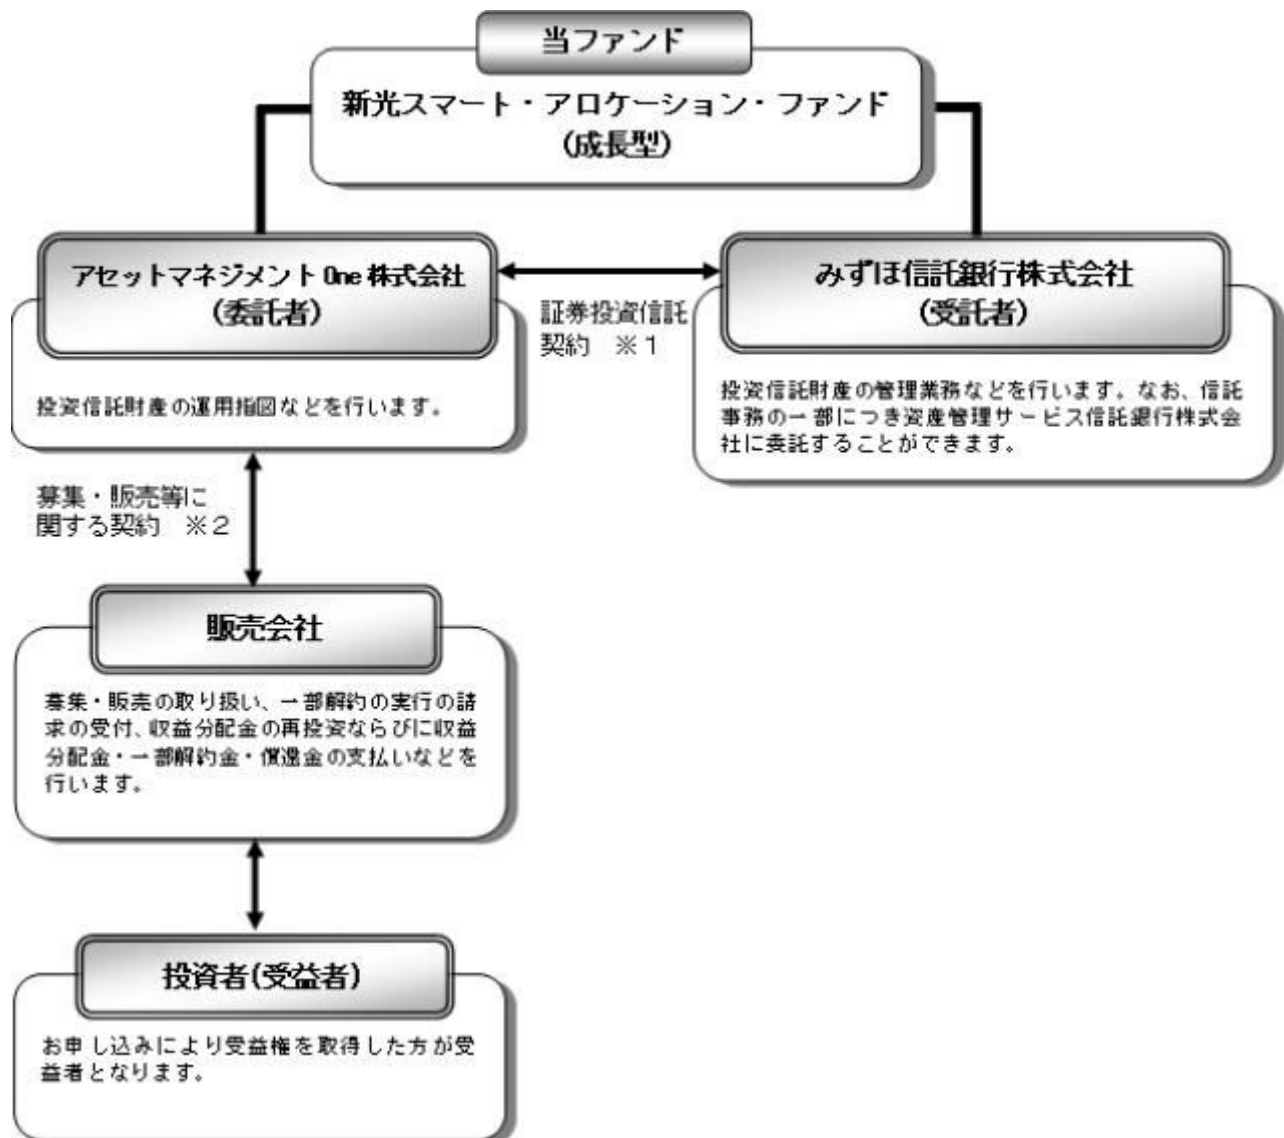 当ファンド
新光スマート・アロケーション・ファンド
(成長型)
アセットマネジメント One 株式会社
(委託者)
投資信託財産の運用指図などを行います。
証券投資信託
契約　※1
みずほ信託銀行株式会社
(受託者)
投資信託財産の管理業務などを行います。なお、信託
事務の一部につき資産管理サービス信託銀行株式会
社に委託することができます。
募集・販売等に
関する契約　※2
販売会社
募集・販売の取り扱い、一部解約の実行の請
求の受付、収益分配金の再投資ならびに収益
分配金・一部解約金・償還金の支払いなどを
行います。
投資者(受益者)
お申し込みにより受益権を取得した方が受
益者となります。